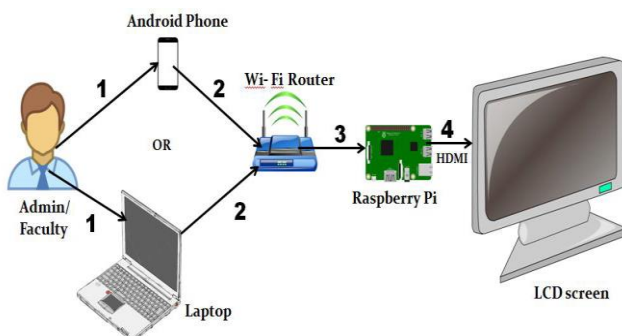 Android Phone
Wi- Fi Router
1
2
OR
3
4
HDMI
Raspberry Pi
Admin/
Faculty
1
2
Laptop
LCD screen